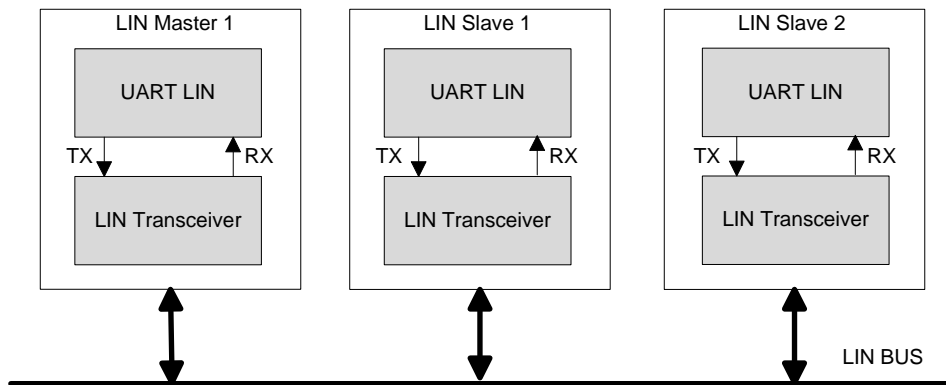 LIN Master 1
LIN Slave 1
LIN Slave 2
UART LIN
UART LIN
UART LIN
TX
RX
TX
RX
TX
RX
LIN Transceiver
LIN Transceiver
LIN Transceiver
LIN BUS